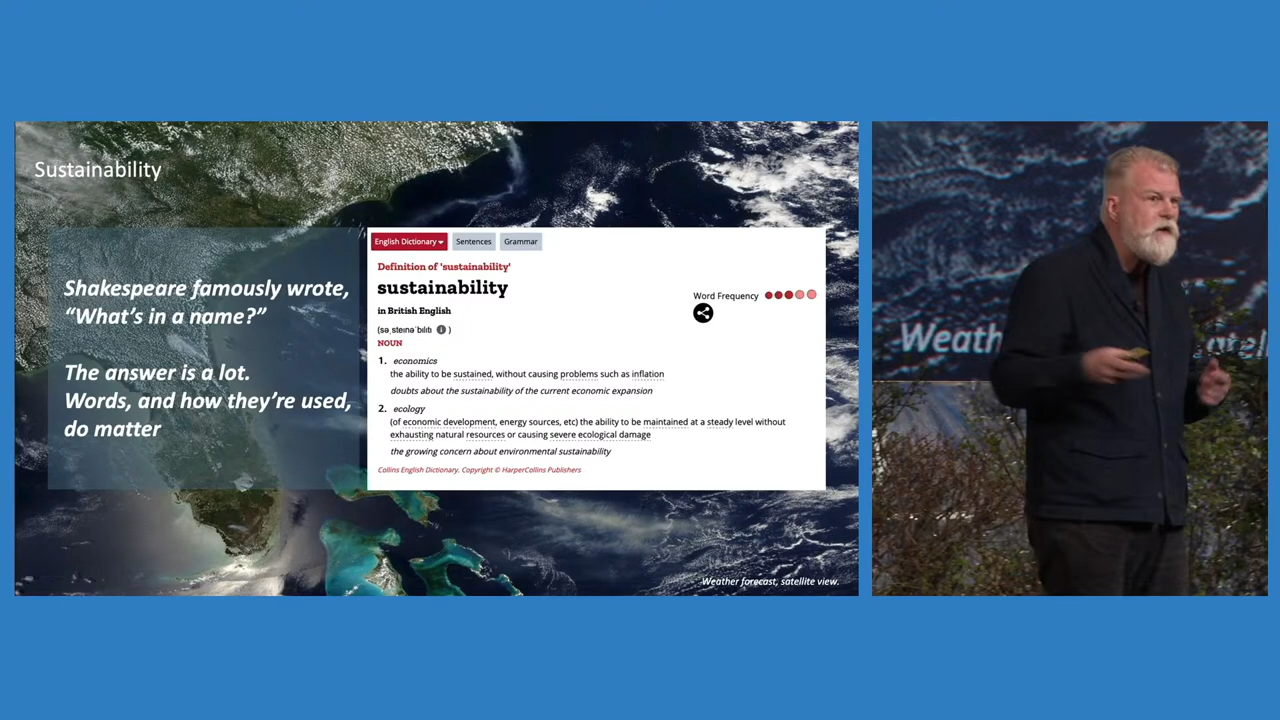 Sustainability
Shakespeare famously wrote,
“What’s in a name?”
The answer is a lot.
Words, and how they’re used,
do matter
English Dictionary
Sentences
Grammar
Definition of 'sustainability'
sustainability
Word Frequency
in British English
(səˌsteɪnəˈbɪlɪtɪ)
NOUN
1. economics
the ability to be sustained, without causing problems such as inflation
doubts about the sustainability of the current economic expansion
2. ecology
(of economic development, energy sources, etc) the ability to be maintained at a steady level without
exhausting natural resources or causing severe ecological damage
the growing concern about environmental sustainability
Collins English Dictionary. Copyright © HarperCollins Publishers
Weather forecast, satellite view.
Weath
atel